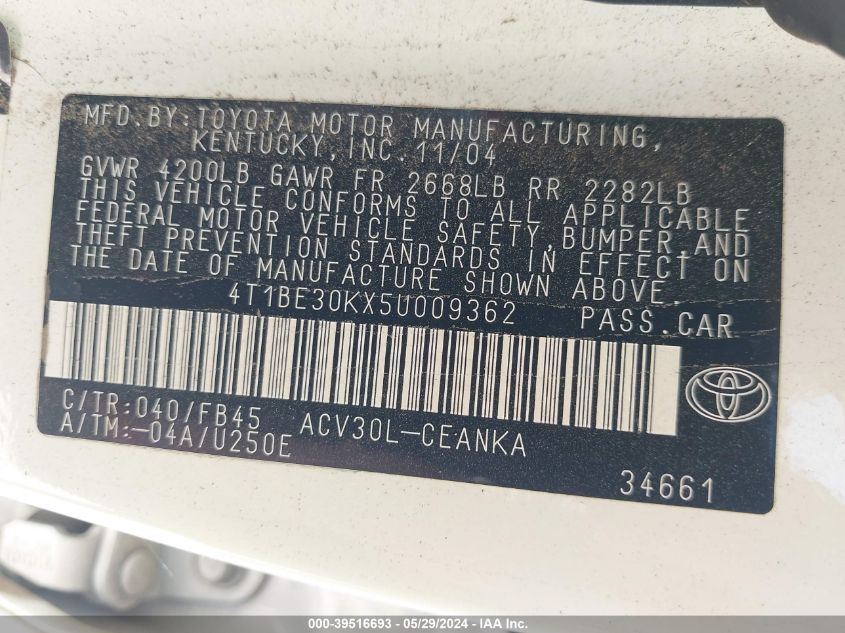 MFD.BY:TOYOTA MOTOR MANUFACTURING,
KENTUCKY,INC.11/04
GVWR 4200LB GAWR FR 2668LB RR 2282LB
THIS VEHICLE CONFORMS TO ALL APPLICABLE
FEDERAL MOTOR VEHICLE SAFETY,BUMPER,AND
THEFT PREVENTION STANDARDS IN EFFECT ON
THE DATE OF MANUFACTURE SHOWN ABOVE.
4T1BE30KX5U009362 PASS.CAR
C/TR:040/FB45 ACV30L-CEANKA
A/TM:-04A/U250E
34661
000-39516693 - 05/29/2024 - IAA Inc.